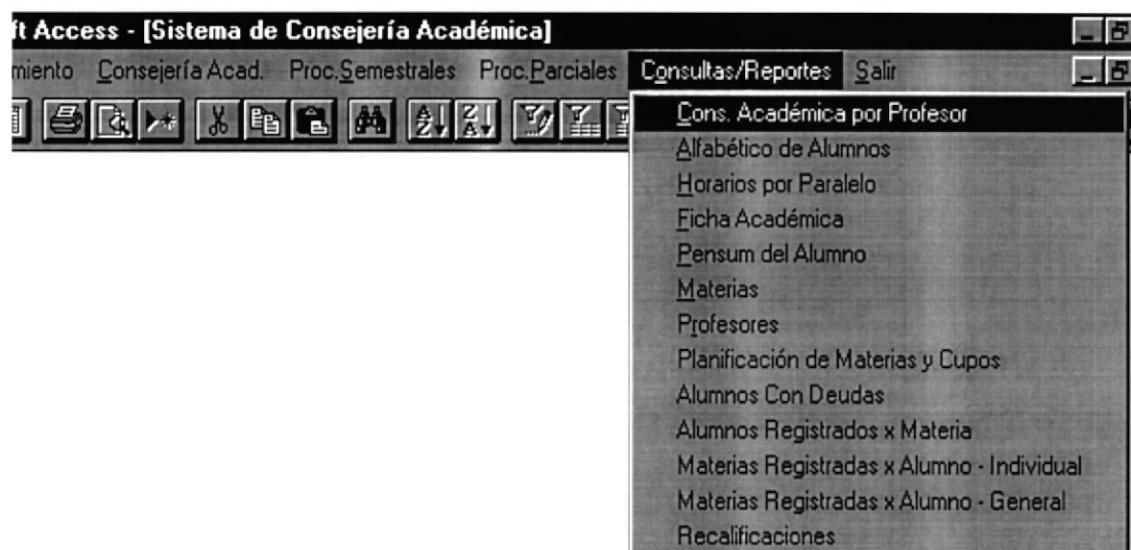 ft Access - [Sistema de Consejería Académica]
miento Consejería Acad. Proc.Semestrales Proc.Parciales Consultas/Reportes Salir
Cons. Académica por Profesor
Alfabético de Alumnos
Horarios por Paralelo
Ficha Académica
Pensum del Alumno
Materias
Profesores
Planificación de Materias y Cupos
Alumnos Con Deudas
Alumnos Registrados x Materia
Materias Registradas x Alumno - Individual
Materias Registradas x Alumno - General
Recalificaciones